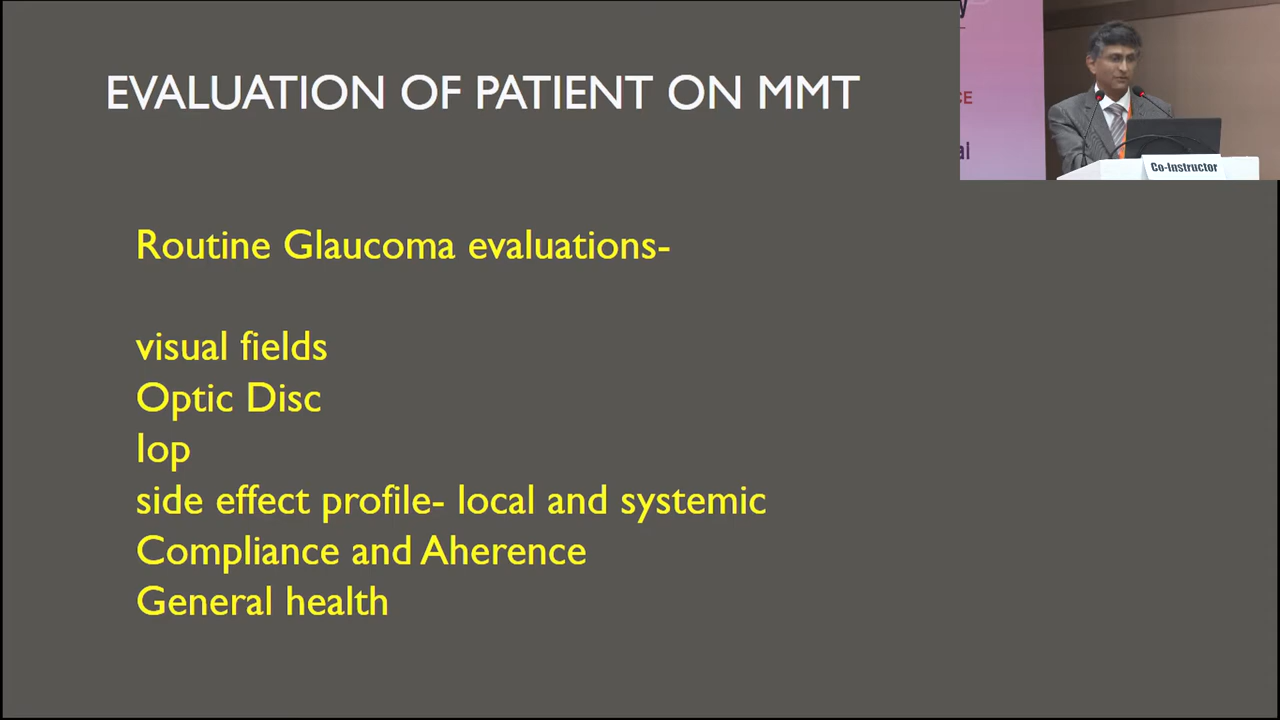 EVALUATION OF PATIENT ON MMT
Routine Glaucoma evaluations-
visual fields
Optic Disc
Iop
side effect profile- local and systemic
Compliance and Aherence
General health
Co-Instructor